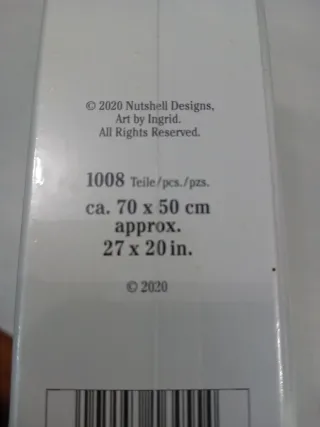 © 2020 Nutshell Designs,
Art by Ingrid.
All Rights Reserved.
1008 Teile/pcs./pzs.
ca. 70 x 50 cm
approx.
27 x 20 in.
© 2020